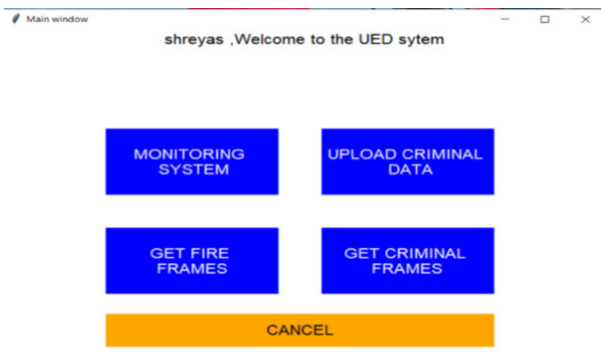 Main window
shreyas ,Welcome to the UED sytem
MONITORING
SYSTEM
UPLOAD CRIMINAL
DATA
GET FIRE
FRAMES
GET CRIMINAL
FRAMES
CANCEL